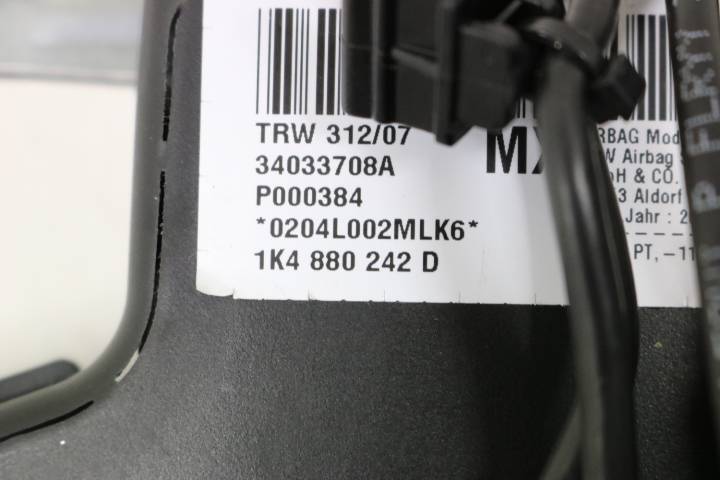 TRW 312/07
34033708A
P000384
*0204L002MLK6*
1K4 880 242 D
MX
RBAG Mod
W Airbag
bH & CO.
3 Aldorf
Jahr : 2
PT, –11